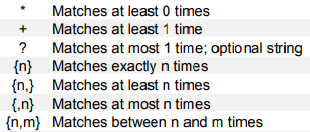 * Matches at least 0 times
+ Matches at least 1 time
? Matches at most 1 time; optional string
{n} Matches exactly n times
{n,} Matches at least n times
{,n} Matches at most n times
{n,m} Matches between n and m times